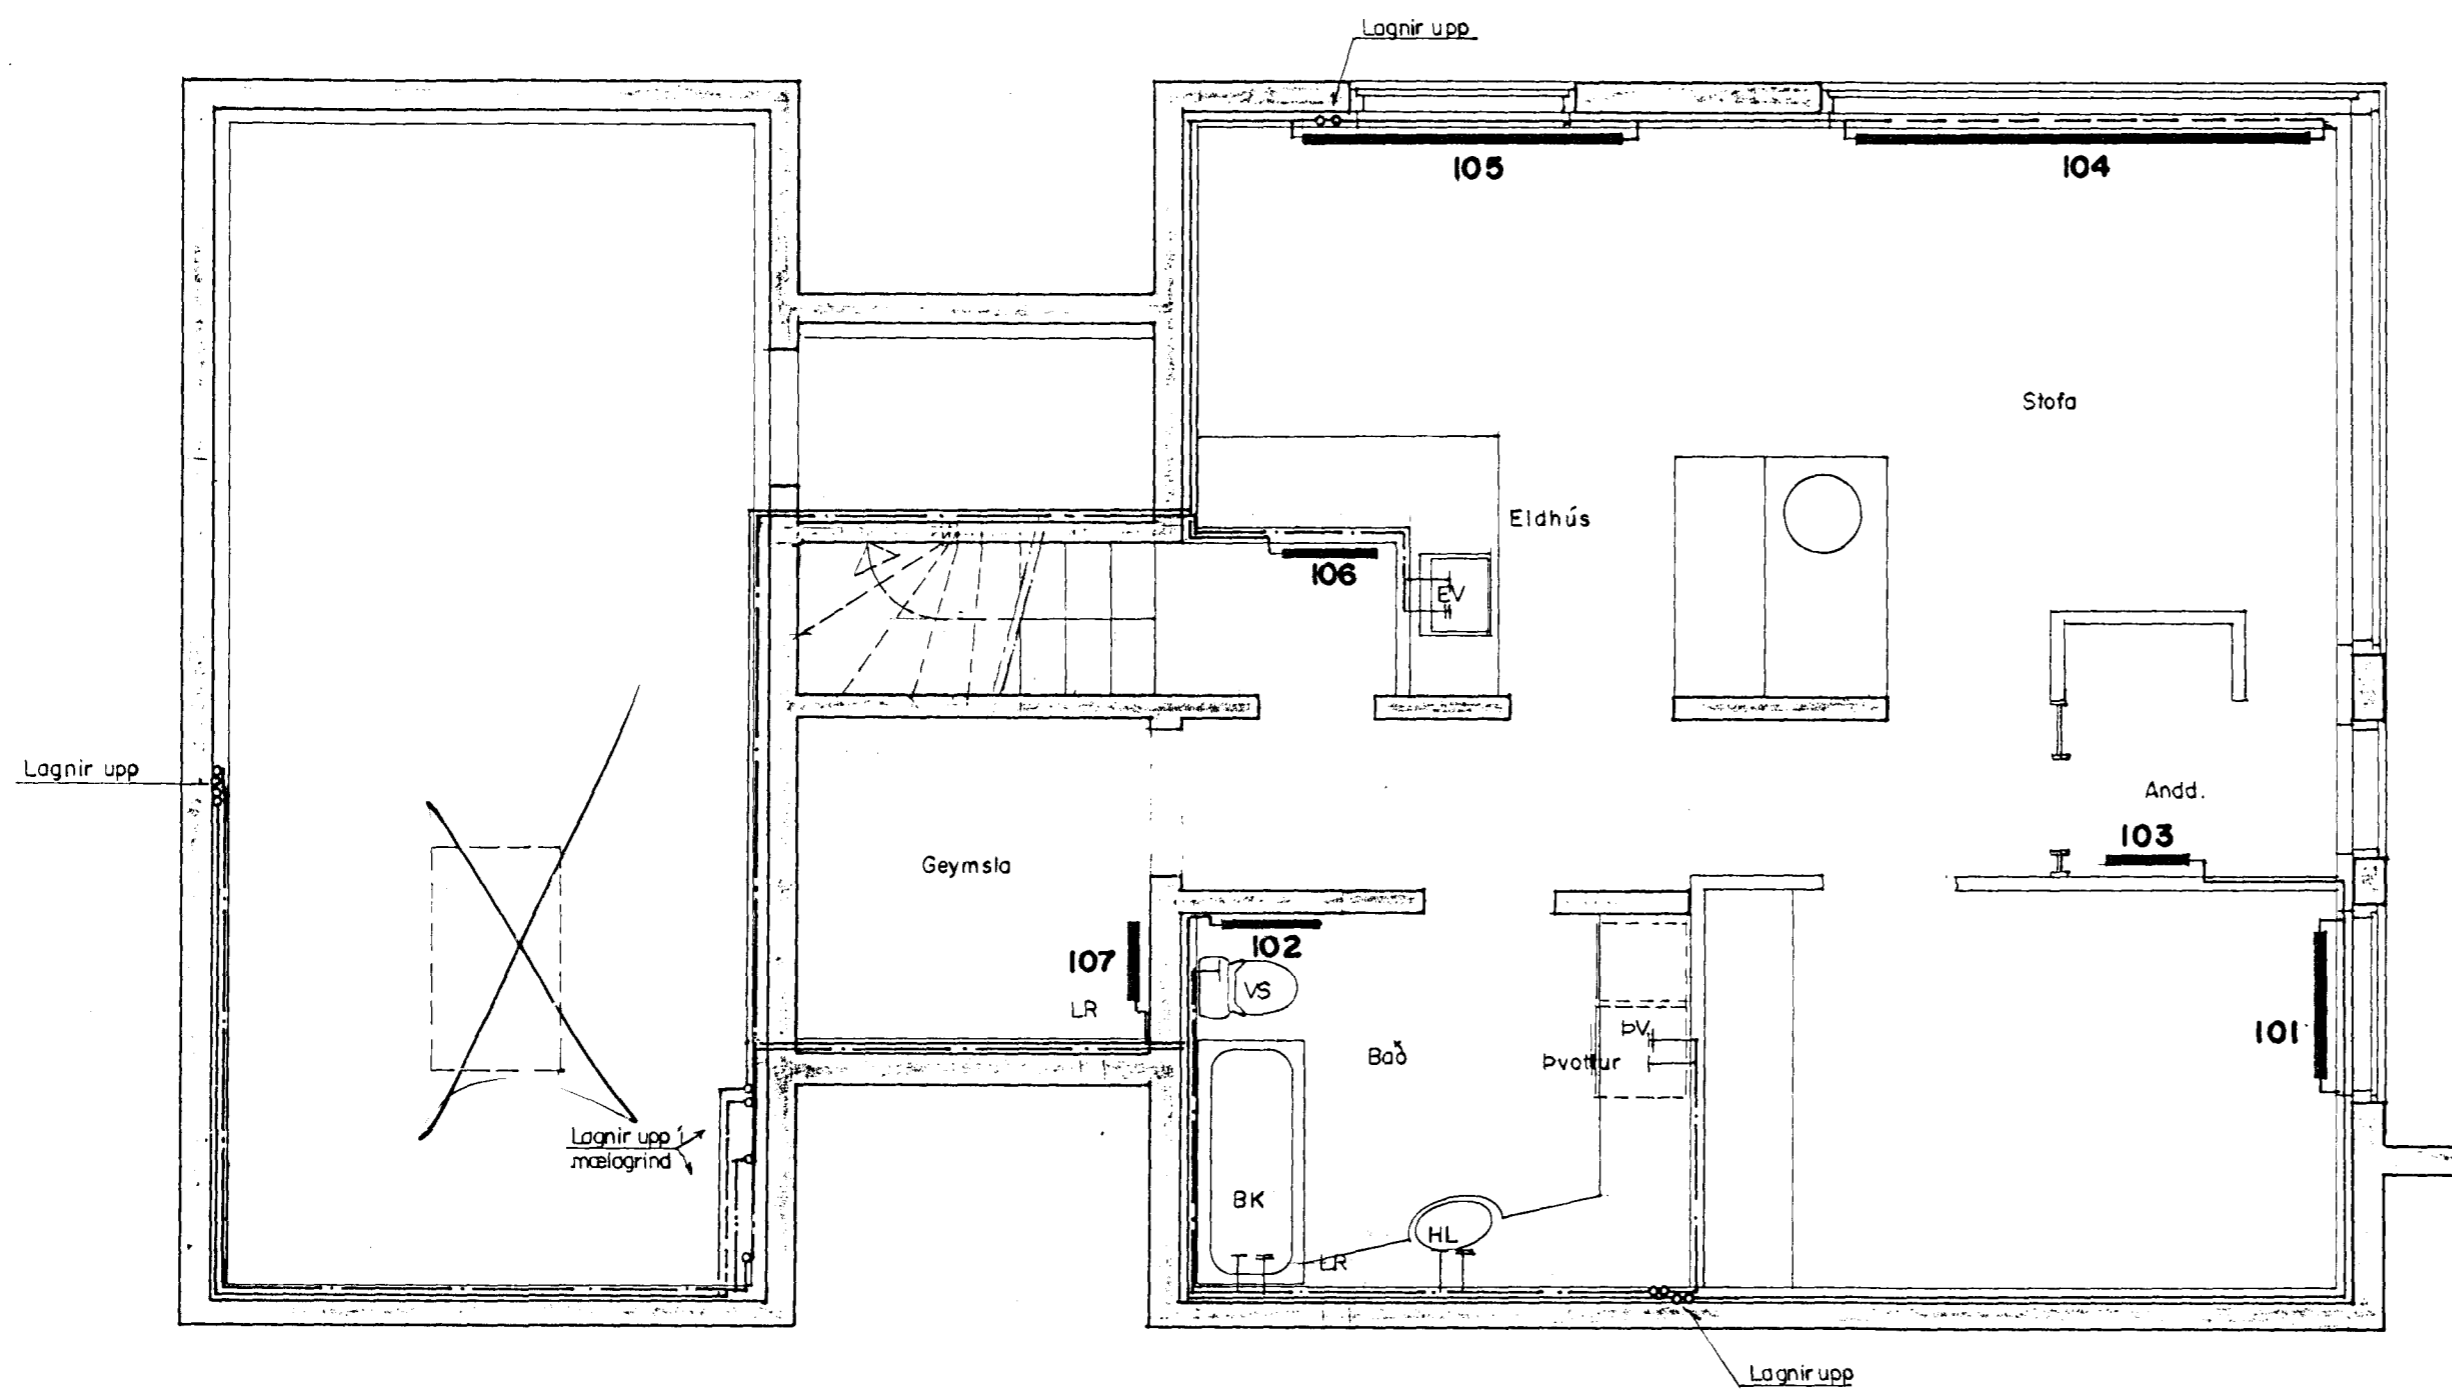 Lagnir upp
105
104
Stofa
Eldhús
106
EV
Lagnir upp
Andd.
103
Geymsla
102
107
VS
LR
ÞV.
101
Bað
Þvottur
Lagnir upp í
mælagrind
BK
HL
LR
Lagnir upp